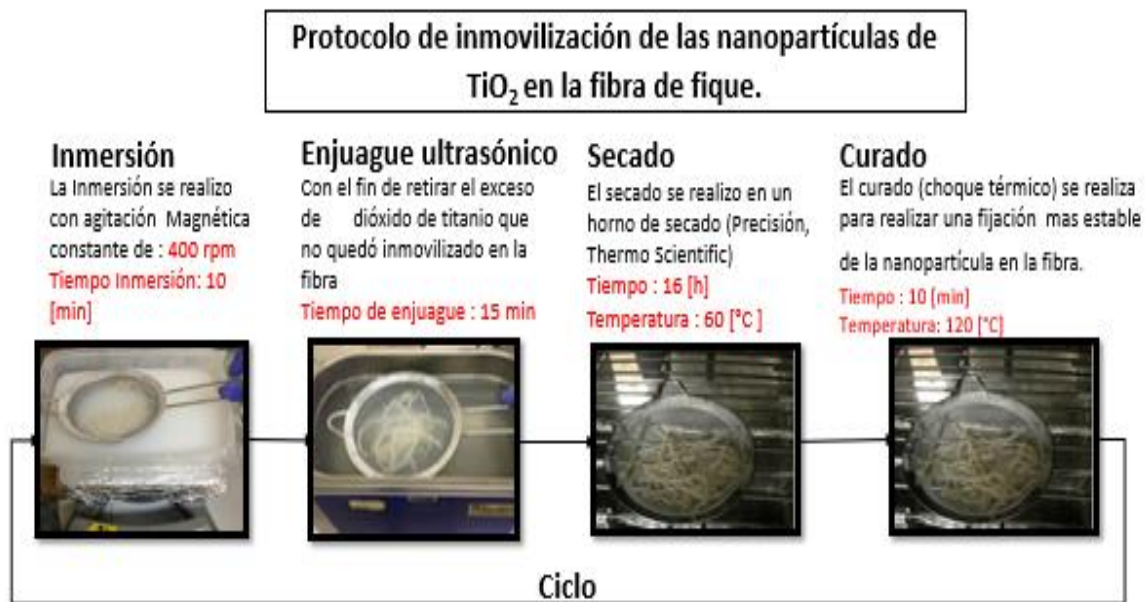 Protocolo de inmovilización de las nanopartículas de
TiO₂ en la fibra de fique.
Inmersión
La Inmersión se realizo
con agitación Magnética
constante de : 400 rpm
Tiempo Inmersión: 10
[min]
Enjuague ultrasónico
Con el fin de retirar el exceso
de dióxido de titanio que
no quedó inmovilizado en la
fibra
Tiempo de enjuague : 15 min
Secado
El secado se realizo en un
horno de secado (Precisión,
Thermo Scientific)
Tiempo : 16 [h]
Temperatura : 60 [°C ]
Curado
El curado (choque térmico) se realiza
para realizar una fijación mas estable
de la nanopartícula en la fibra.
Tiempo : 10 [min]
Temperatura: 120 [°C]
Ciclo